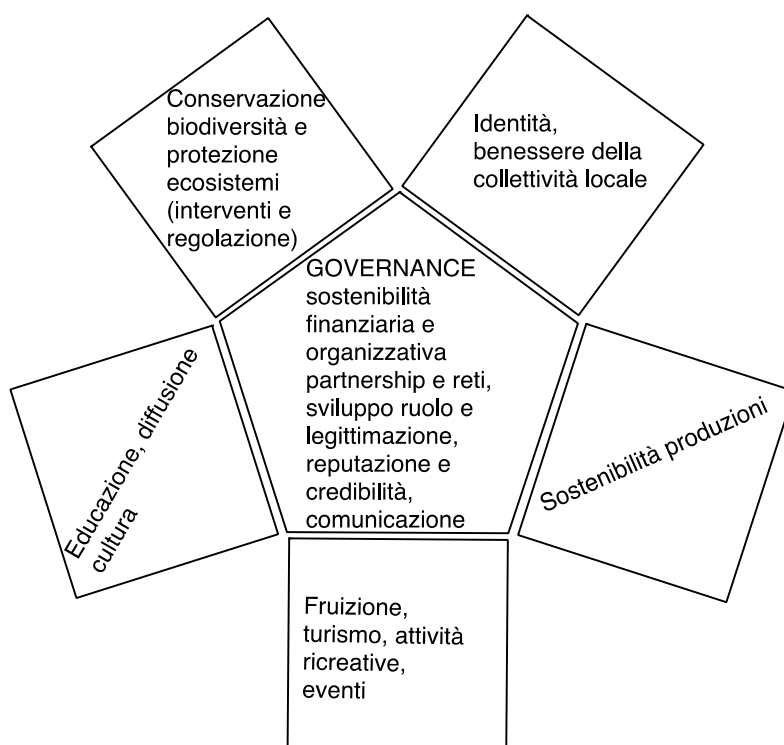 Conservazione
biodiversità e
protezione
ecosistemi
(interventi e
regolazione)
Identità,
benessere della
collettività locale
GOVERNANCE
sostenibilità
finanziaria e
organizzativa
partnership e reti,
sviluppo ruolo e
legittimazione,
reputazione e
credibilità,
comunicazione
Educazione, diffusione
cultura
Sostenibilità produzioni
Fruizione,
turismo, attività
ricreative,
eventi